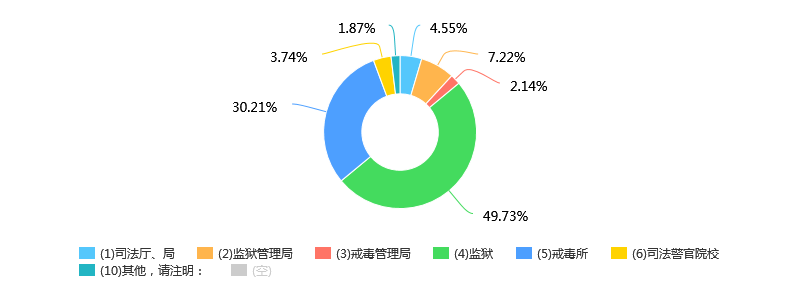 1.87%
4.55%
3.74%
7.22%
2.14%
30.21%
49.73%
(1)司法厅、局
(2)监狱管理局
(3)戒毒管理局
(4)监狱
(5)戒毒所
(6)司法警官院校
(10)其他，请注明：
(空)